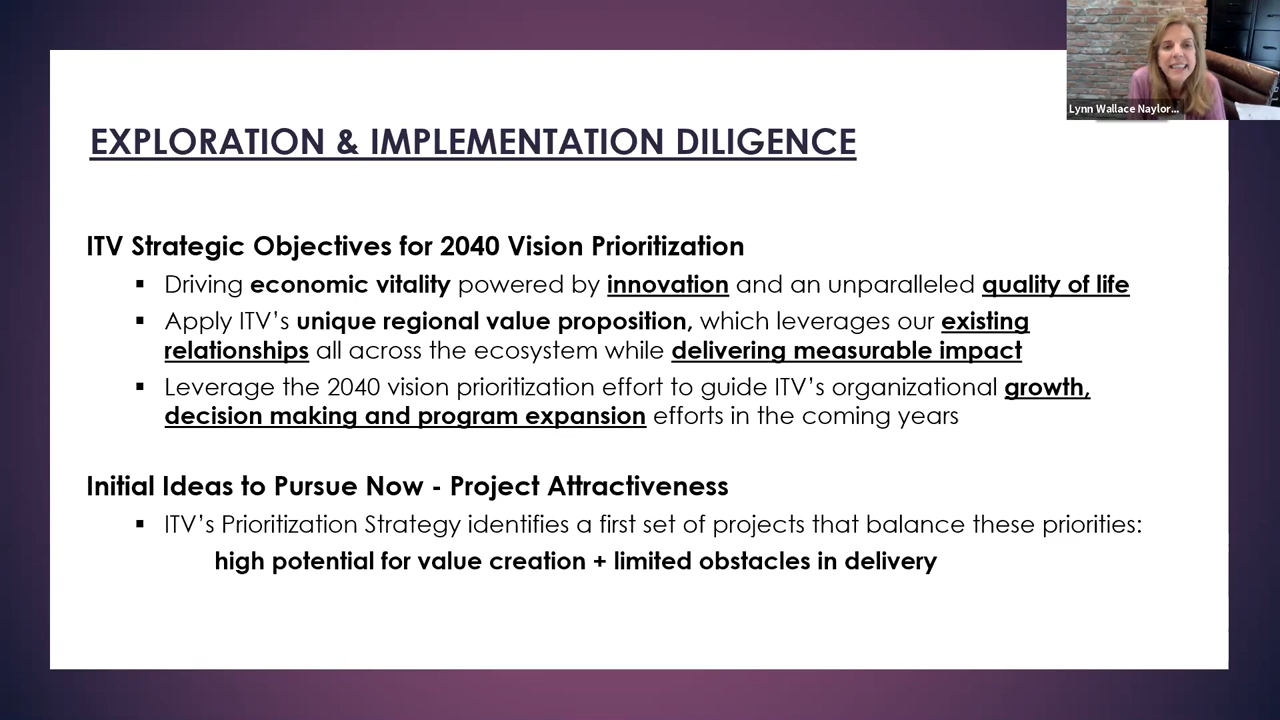 Lynn Wallace Naylor...
EXPLORATION & IMPLEMENTATION DILIGENCE
ITV Strategic Objectives for 2040 Vision Prioritization
▪ Driving economic vitality powered by innovation and an unparalleled quality of life
▪ Apply ITV’s unique regional value proposition, which leverages our existing
relationships all across the ecosystem while delivering measurable impact
▪ Leverage the 2040 vision prioritization effort to guide ITV’s organizational growth,
decision making and program expansion efforts in the coming years
Initial Ideas to Pursue Now - Project Attractiveness
▪ ITV’s Prioritization Strategy identifies a first set of projects that balance these priorities:
high potential for value creation + limited obstacles in delivery